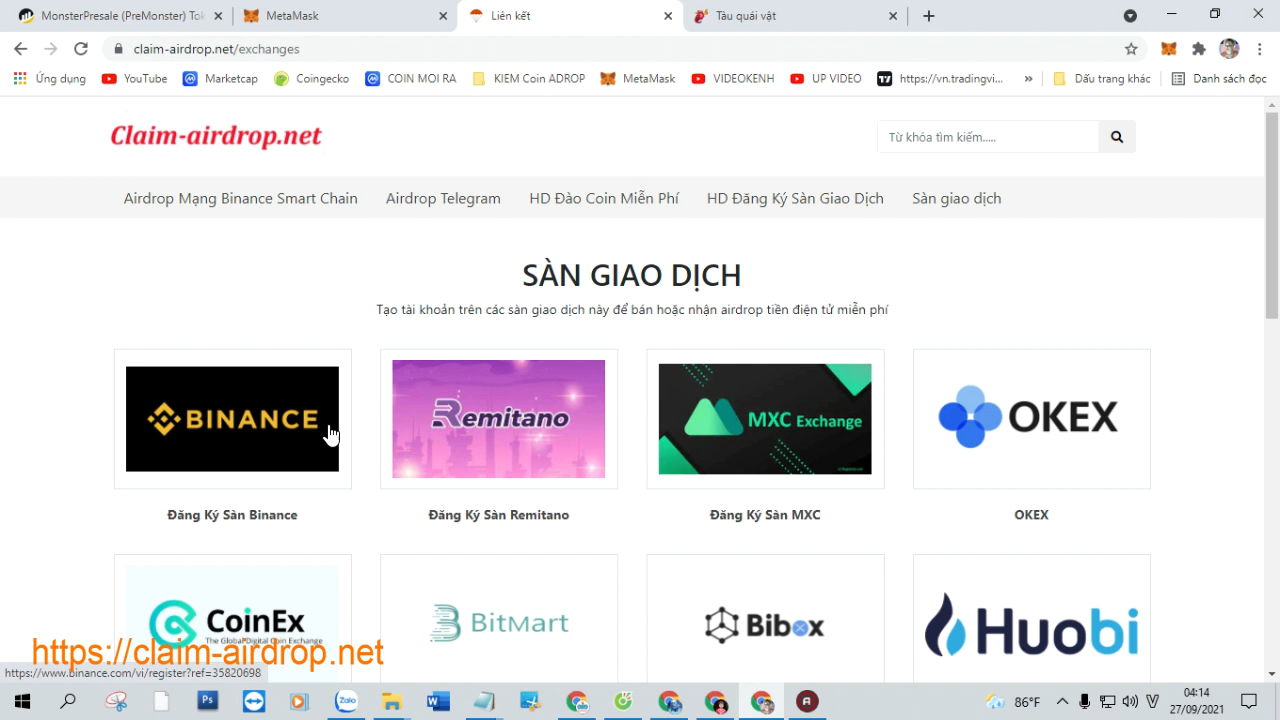 MonsterPresale (PreMonster) Tok
MetaMask
Liên kết
Tàu quái vật
claim-airdrop.net/exchanges
Ứng dụng
YouTube
Marketcap
Coingecko
COIN MOI RA
KIEM Coin ADROP
MetaMask
VIDEOKENH
UP VIDEO
https://vn.tradingvi...
»
Dấu trang khác
Danh sách đọc
Claim-airdrop.net
Từ khóa tìm kiếm.....
Airdrop Mạng Binance Smart Chain
Airdrop Telegram
HD Đào Coin Miễn Phí
HD Đăng Ký Sàn Giao Dịch
Sàn giao dịch
SÀN GIAO DỊCH
Tạo tài khoản trên các sàn giao dịch này để bán hoặc nhận airdrop tiền điện tử miễn phí
BINANCE
Remitano
MXC Exchange
OKEX
Đăng Ký Sàn Binance
Đăng Ký Sàn Remitano
Đăng Ký Sàn MXC
OKEX
CoinEx
The Global Digital Coin Exchange
BitMart
Bibox
Huobi
https://claim-airdrop.net
https://www.binance.com/vi/register?ref=35820698
Ps
Zalo
W
A
86°F
V
04:14
27/09/2021